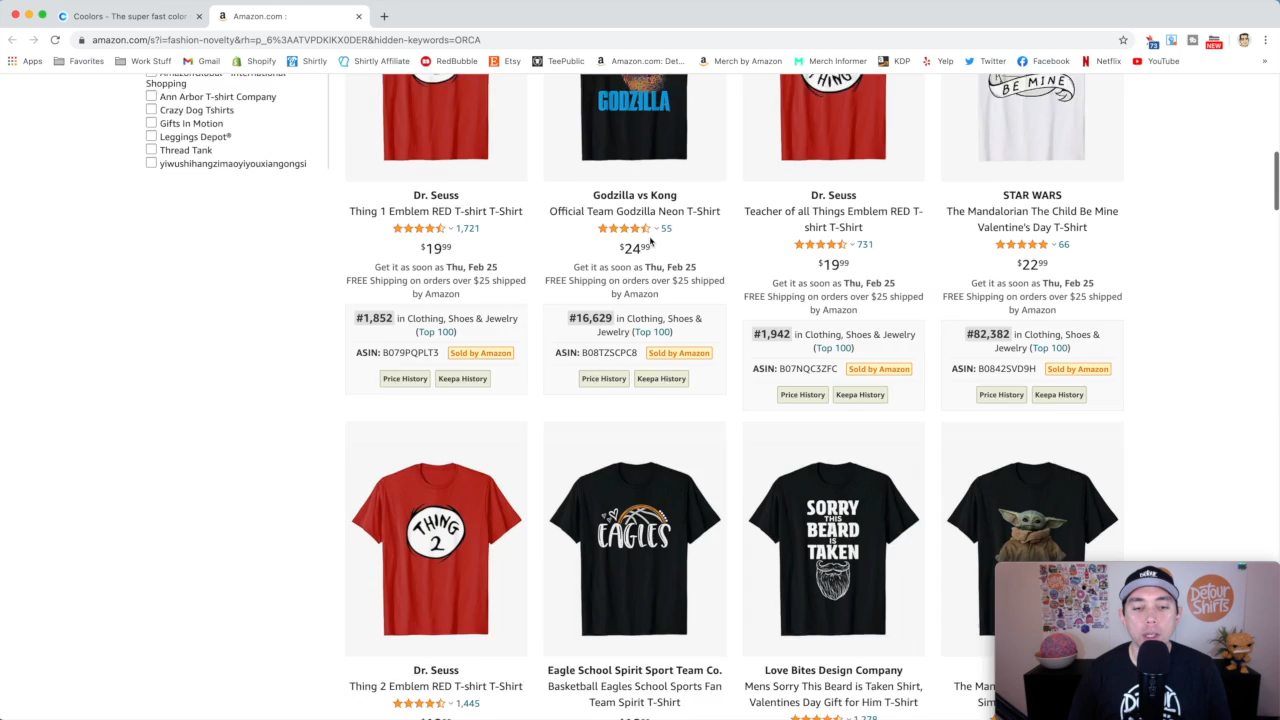 Coolors - The super fast color
Amazon.com :
amazon.com/s?i=fashion-novelty&rh=p_6%3AATVPDKIKX0DER&hidden-keywords=ORCA
73
NEW
Apps
Favorites
Work Stuff
Gmail
Shopify
Shirtly
Shirtly Affiliate
RedBubble
Etsy
TeePublic
Amazon.com: Det...
Merch by Amazon
Merch Informer
KDP
Yelp
Twitter
Facebook
Netflix
YouTube
»
AmazonGlobal - International
Shopping
Ann Arbor T-shirt Company
Crazy Dog Tshirts
Gifts In Motion
Leggings Depot®
Thread Tank
yiwushihangzimaoyiyouxiangongsi
GODZILLA
THING
BE MINE
Dr. Seuss
Thing 1 Emblem RED T-shirt T-Shirt
1,721
$19.99
Get it as soon as Thu, Feb 25
FREE Shipping on orders over $25 shipped
by Amazon
#1,852 in Clothing, Shoes & Jewelry
(Top 100)
ASIN: B079PQPLT3 Sold by Amazon
Price History Keepa History
Godzilla vs Kong
Official Team Godzilla Neon T-Shirt
55
$24.99
Get it as soon as Thu, Feb 25
FREE Shipping on orders over $25 shipped
by Amazon
#16,629 in Clothing, Shoes &
Jewelry (Top 100)
ASIN: B08TZSCPC8 Sold by Amazon
Price History Keepa History
Dr. Seuss
Teacher of all Things Emblem RED T-
shirt T-Shirt
731
$19.99
Get it as soon as Thu, Feb 25
FREE Shipping on orders over $25 shipped
by Amazon
#1,942 in Clothing, Shoes & Jewelry
(Top 100)
ASIN: B07NQC3ZFC Sold by Amazon
Price History Keepa History
STAR WARS
The Mandalorian The Child Be Mine
Valentine's Day T-Shirt
66
$22.99
Get it as soon as Thu, Feb 25
FREE Shipping on orders over $25 shipped
by Amazon
#82,382 in Clothing, Shoes &
Jewelry (Top 100)
ASIN: B0842SVD9H Sold by Amazon
Price History Keepa History
THING
2
EAGLES
SORRY
THIS
BEARD
IS
TAKEN
Dr. Seuss
Thing 2 Emblem RED T-shirt T-Shirt
1,445
Eagle School Spirit Sport Team Co.
Basketball Eagles School Sports Fan
Team Spirit T-Shirt
Love Bites Design Company
Mens Sorry This Beard is Taken Shirt,
Valentines Day Gift for Him T-Shirt
1,278
The Man
Sim
DETOUR
SHIRTS